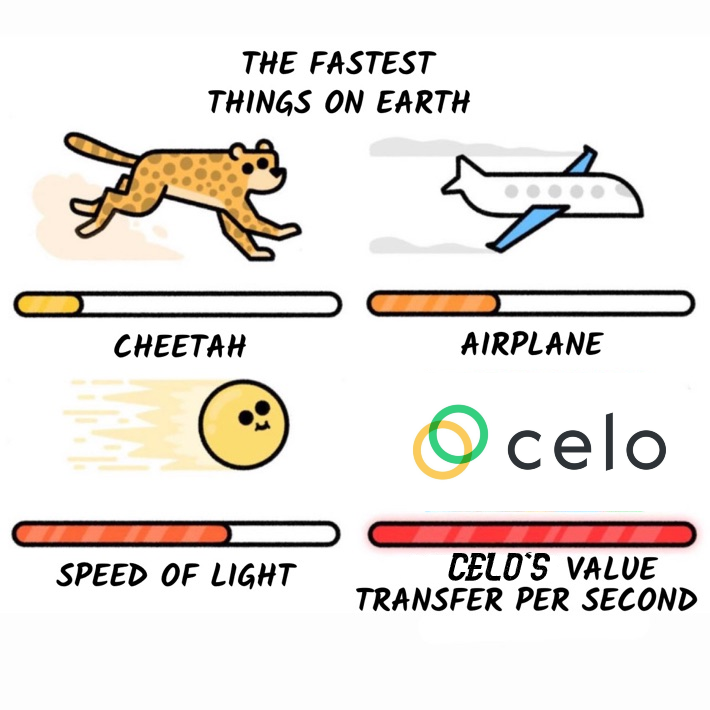 THE FASTEST
THINGS ON EARTH
CHEETAH
AIRPLANE
celo
SPEED OF LIGHT
CELO'S VALUE
TRANSFER PER SECOND